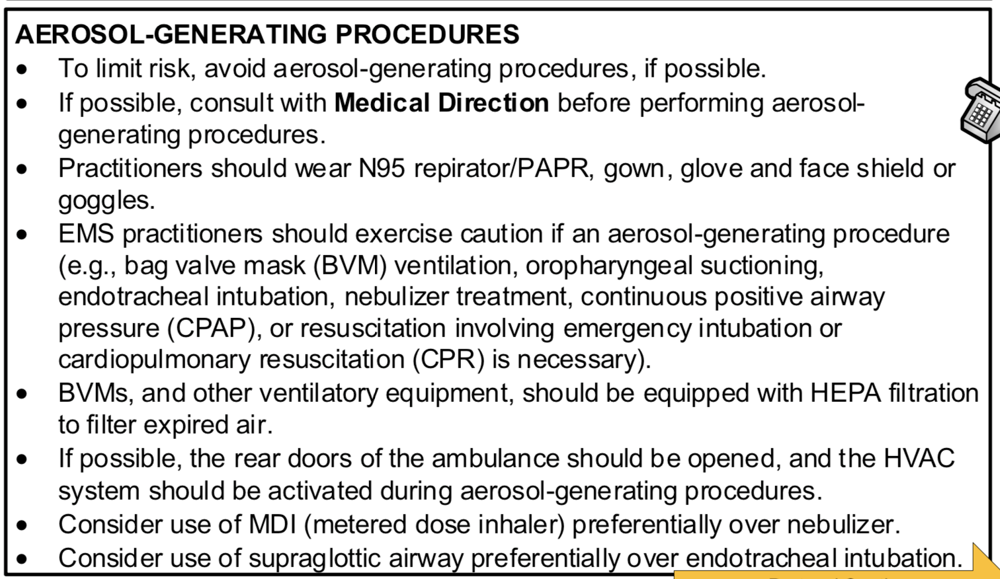 AEROSOL-GENERATING PROCEDURES
• To limit risk, avoid aerosol-generating procedures, if possible.
• If possible, consult with Medical Direction before performing aerosol-
generating procedures.
• Practitioners should wear N95 repirator/PAPR, gown, glove and face shield or
goggles.
• EMS practitioners should exercise caution if an aerosol-generating procedure
(e.g., bag valve mask (BVM) ventilation, oropharyngeal suctioning,
endotracheal intubation, nebulizer treatment, continuous positive airway
pressure (CPAP), or resuscitation involving emergency intubation or
cardiopulmonary resuscitation (CPR) is necessary).
• BVMs, and other ventilatory equipment, should be equipped with HEPA filtration
to filter expired air.
• If possible, the rear doors of the ambulance should be opened, and the HVAC
system should be activated during aerosol-generating procedures.
• Consider use of MDI (metered dose inhaler) preferentially over nebulizer.
• Consider use of supraglottic airway preferentially over endotracheal intubation.